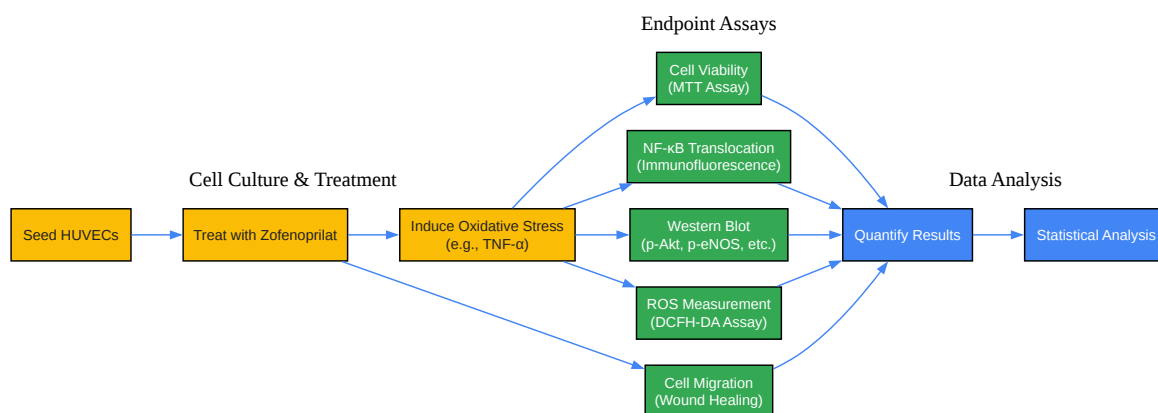 Endpoint Assays
Cell Viability
(MTT Assay)
NF-κB Translocation
(Immunofluorescence)
Cell Culture & Treatment
Data Analysis
Seed HUVECs
Treat with Zofenoprilat
Induce Oxidative Stress
(e.g., TNF-α)
Western Blot
(p-Akt, p-eNOS, etc.)
Quantify Results
Statistical Analysis
ROS Measurement
(DCFH-DA Assay)
Cell Migration
(Wound Healing)